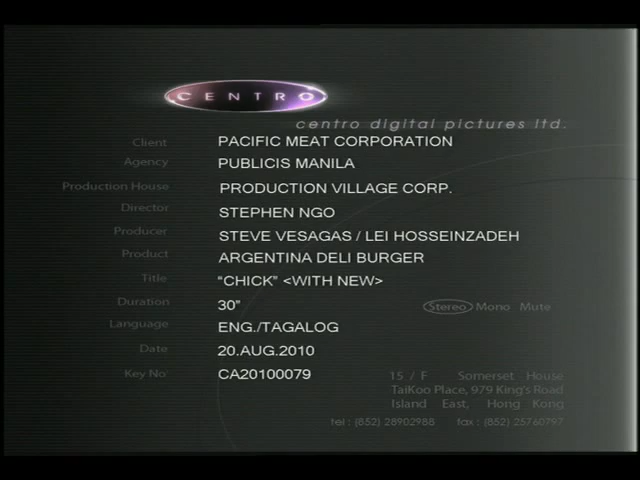 CENTRO
centro digital pictures ltd.
Client PACIFIC MEAT CORPORATION
Agency PUBLICIS MANILA
Production House PRODUCTION VILLAGE CORP.
Director STEPHEN NGO
Producer STEVE VESAGAS / LEI HOSSEINZADEH
Product ARGENTINA DELI BURGER
Title “CHICK” <WITH NEW>
Duration 30" Stereo Mono Mute
Language ENG./TAGALOG
Date 20.AUG.2010
Key No' CA20100079
15 / F Somerset House
TaiKoo Place, 979 King's Road
Island East, Hong Kong
tel : (852) 28902988 fax : (852) 25760797